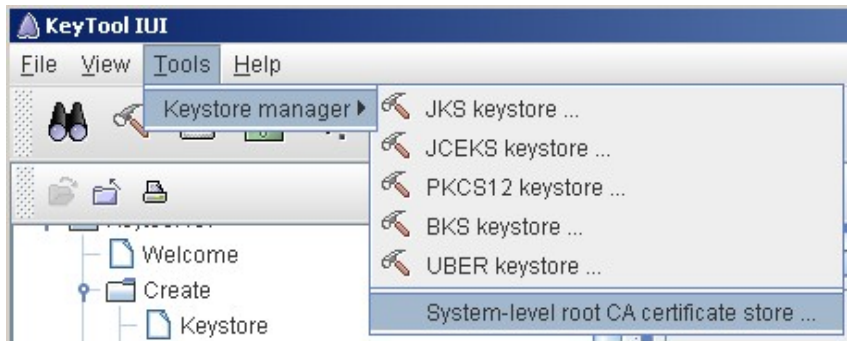 KeyTool IUI
File View Tools Help
Keystore manager
JKS keystore ...
JCEKS keystore ...
PKCS12 keystore ...
BKS keystore ...
UBER keystore ...
System-level root CA certificate store ...
Welcome
Create
Keystore